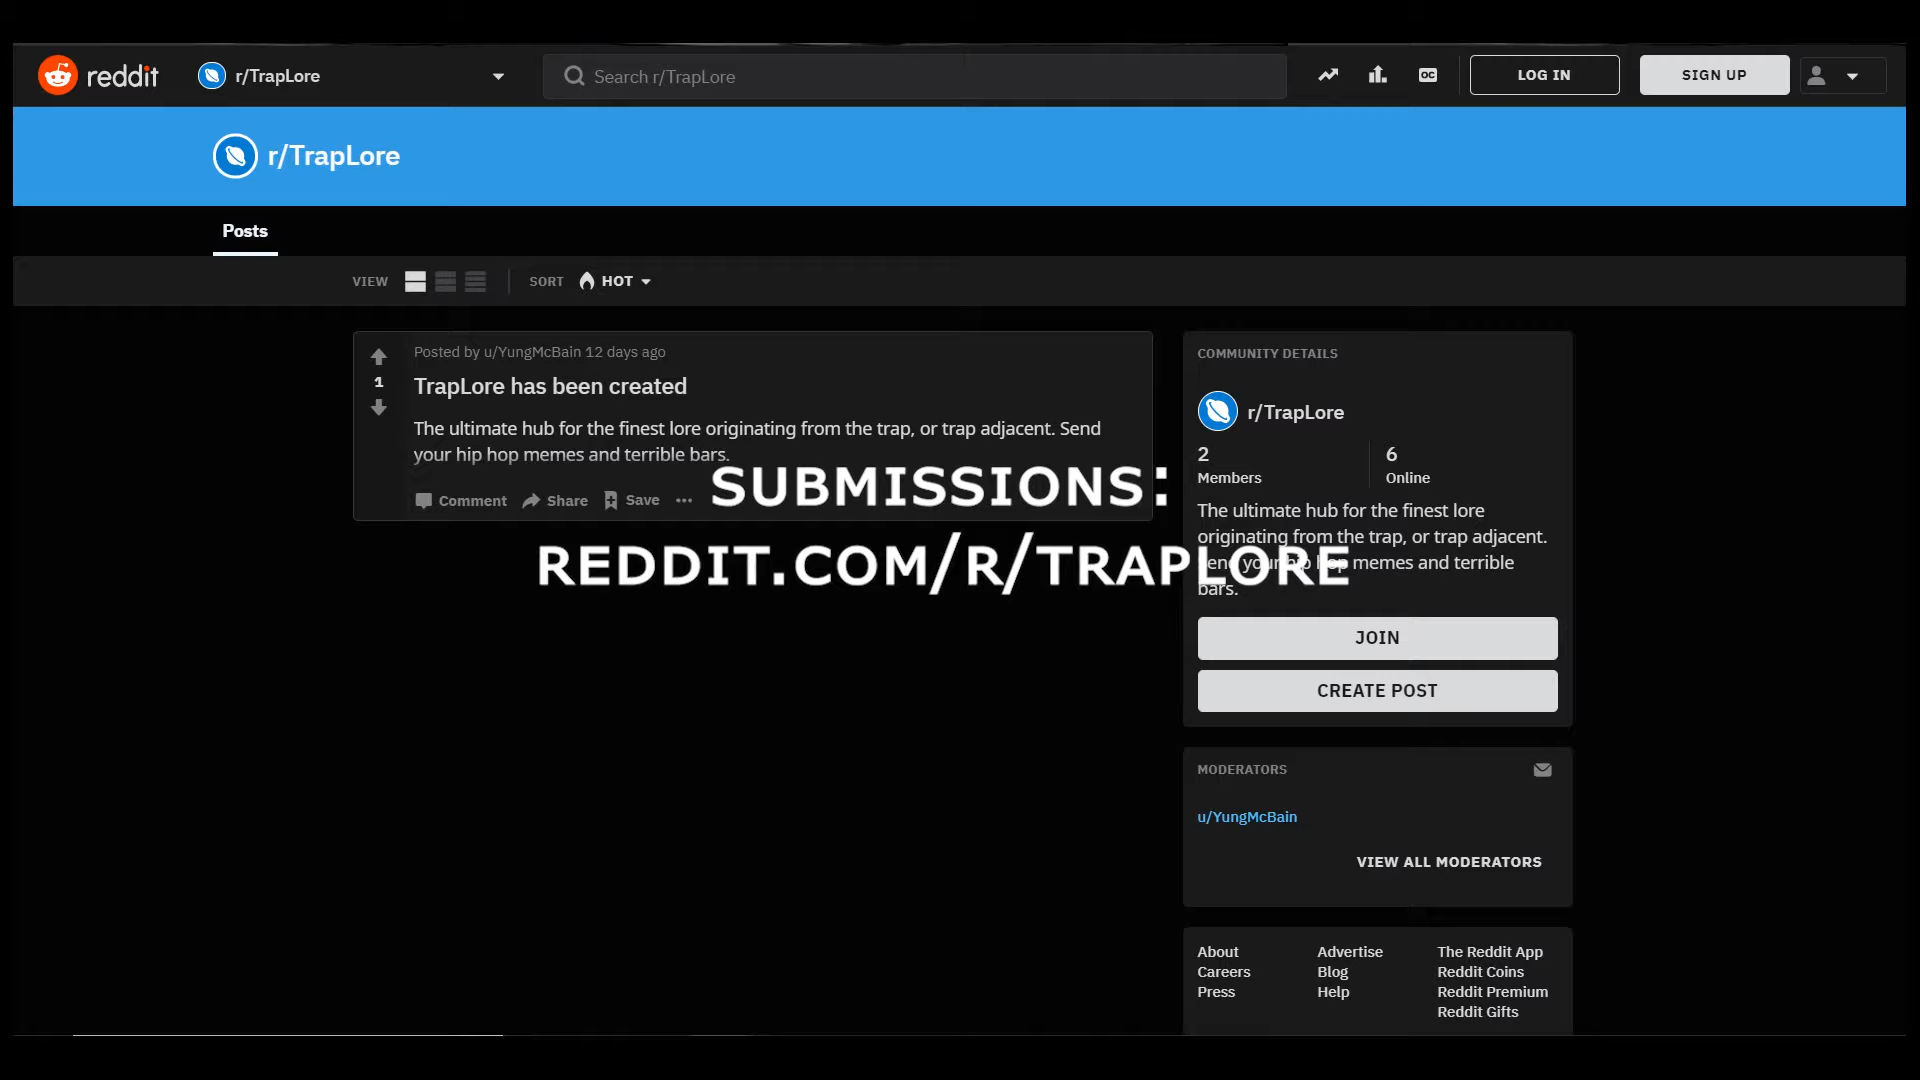 reddit
r/TrapLore
Search r/TrapLore
OC
LOG IN
SIGN UP
r/TrapLore
Posts
VIEW
SORT
HOT
Posted by u/YungMcBain 12 days ago
1
TrapLore has been created
The ultimate hub for the finest lore originating from the trap, or trap adjacent. Send
your hip hop memes and terrible bars.
Comment
Share
Save
SUBMISSIONS:
REDDIT.COM/R/TRAPLORE
COMMUNITY DETAILS
r/TrapLore
2
Members
6
Online
The ultimate hub for the finest lore
originating from the trap, or trap adjacent.
Send your hip hop memes and terrible
bars.
JOIN
CREATE POST
MODERATORS
u/YungMcBain
VIEW ALL MODERATORS
About
Careers
Press
Advertise
Blog
Help
The Reddit App
Reddit Coins
Reddit Premium
Reddit Gifts